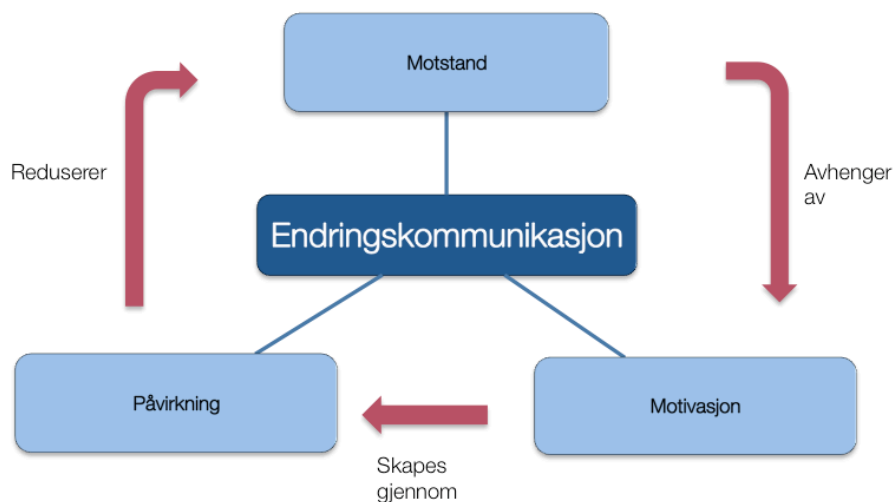 Motstand
Reduserer
Avhenger
av
Endringskommunikasjon
Påvirkning
Motivasjon
Skapes
gjennom